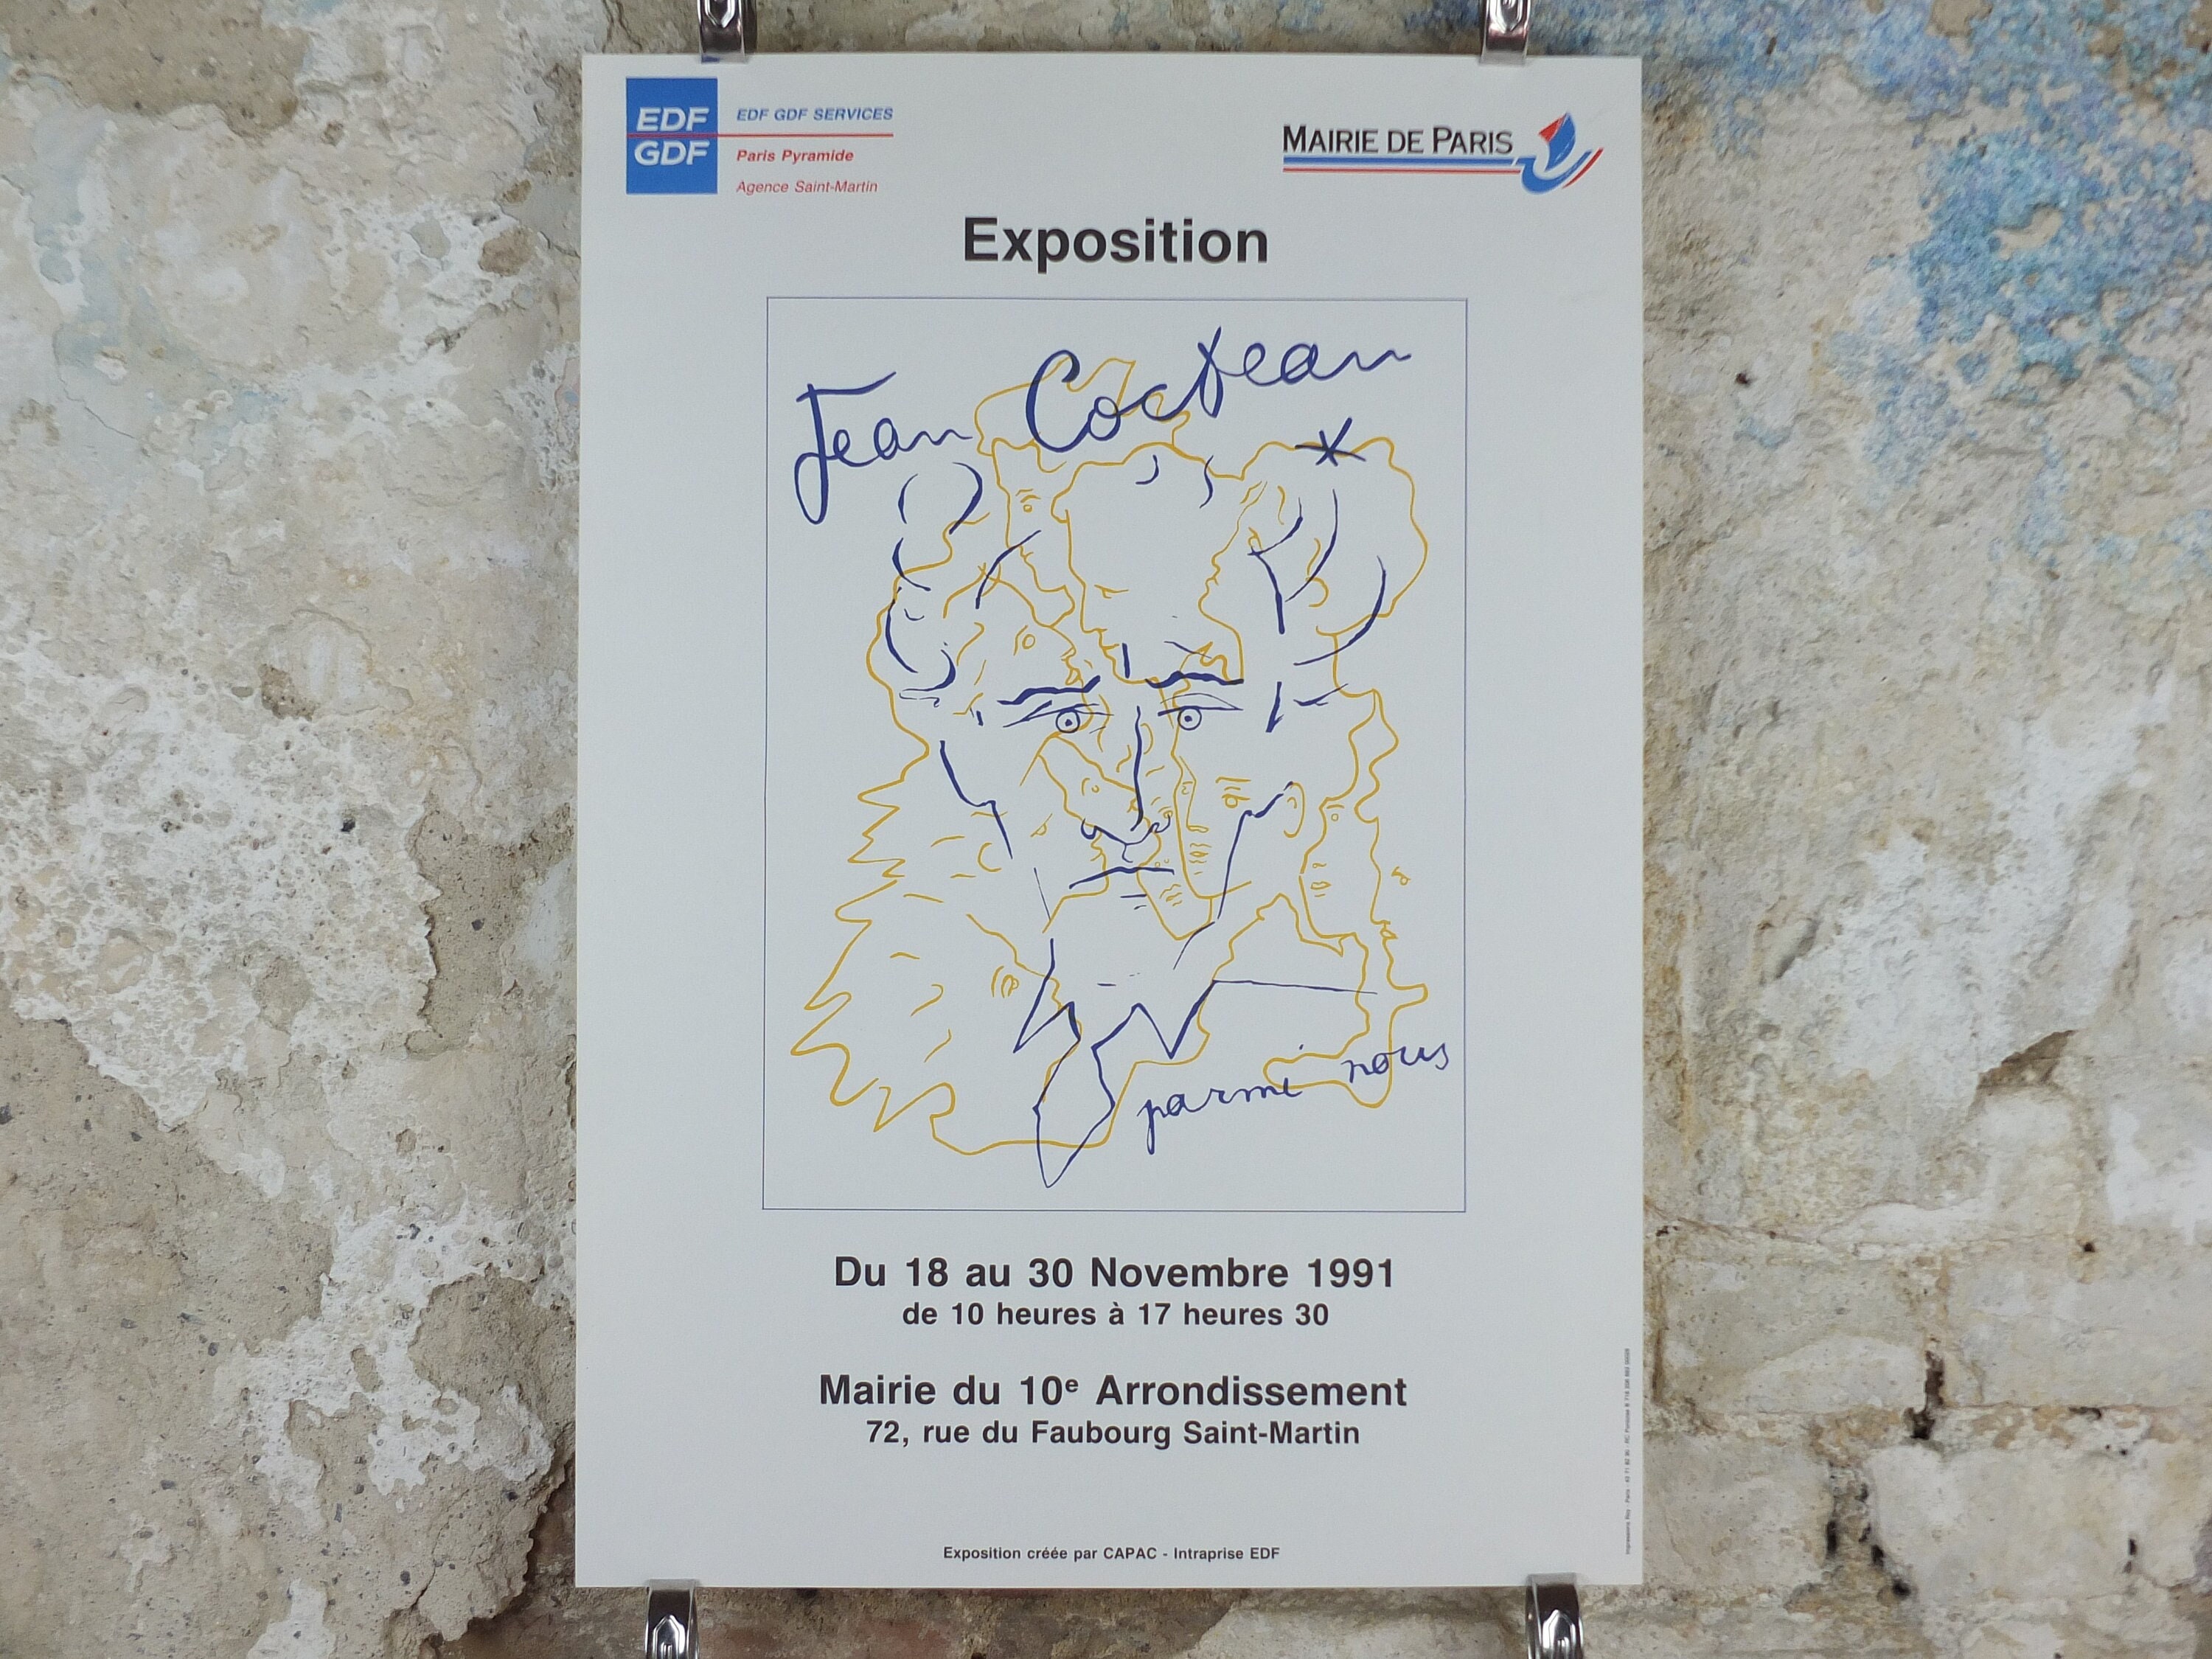 EDF
GDF
EDF GDF SERVICES
Paris Pyramide
Agence Saint-Martin
MAIRIE DE PARIS
Exposition
Jean Cocteau
parmi nous
Du 18 au 30 Novembre 1991
de 10 heures à 17 heures 30
Mairie du 10e Arrondissement
72, rue du Faubourg Saint-Martin
Exposition créée par CAPAC - Intraprise EDF